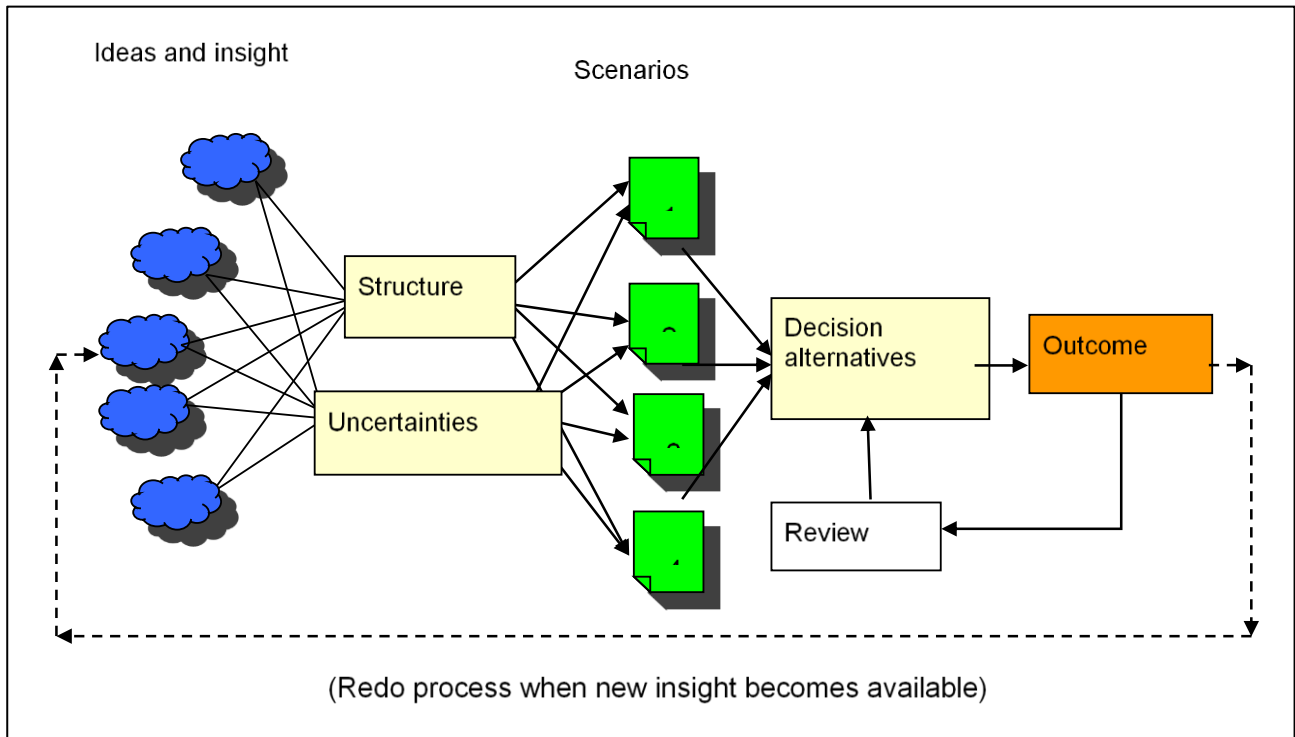 Ideas and insight
Scenarios
Structure
Uncertainties
Decision
alternatives
Outcome
Review
(Redo process when new insight becomes available)